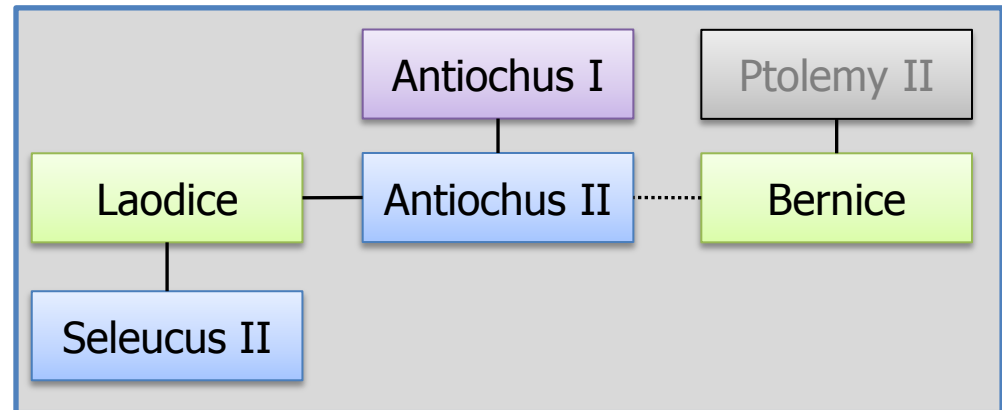 Antiochus I
Ptolemy II
Laodice
Antiochus II
Bernice
Seleucus II